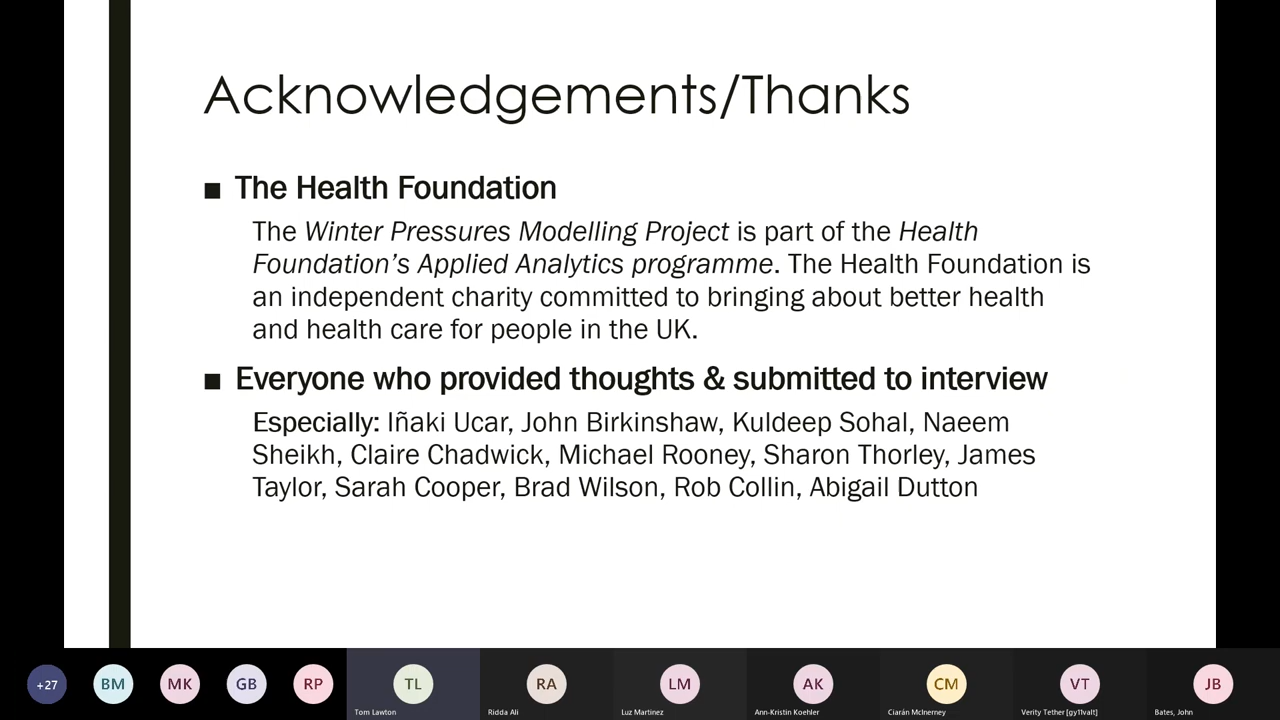 Acknowledgements/Thanks
■ The Health Foundation
The Winter Pressures Modelling Project is part of the Health
Foundation’s Applied Analytics programme. The Health Foundation is
an independent charity committed to bringing about better health
and health care for people in the UK.
■ Everyone who provided thoughts & submitted to interview
Especially: Iñaki Ucar, John Birkinshaw, Kuldeep Sohal, Naeem
Sheikh, Claire Chadwick, Michael Rooney, Sharon Thorley, James
Taylor, Sarah Cooper, Brad Wilson, Rob Collin, Abigail Dutton
+27 BM MK GB RP TL RA LM AK CM VT JB
Tom Lawton Ridda Ali Luz Martinez Ann-Kristin Koehler Ciarán McInerney Verity Tether [gy11valt] Bates, John